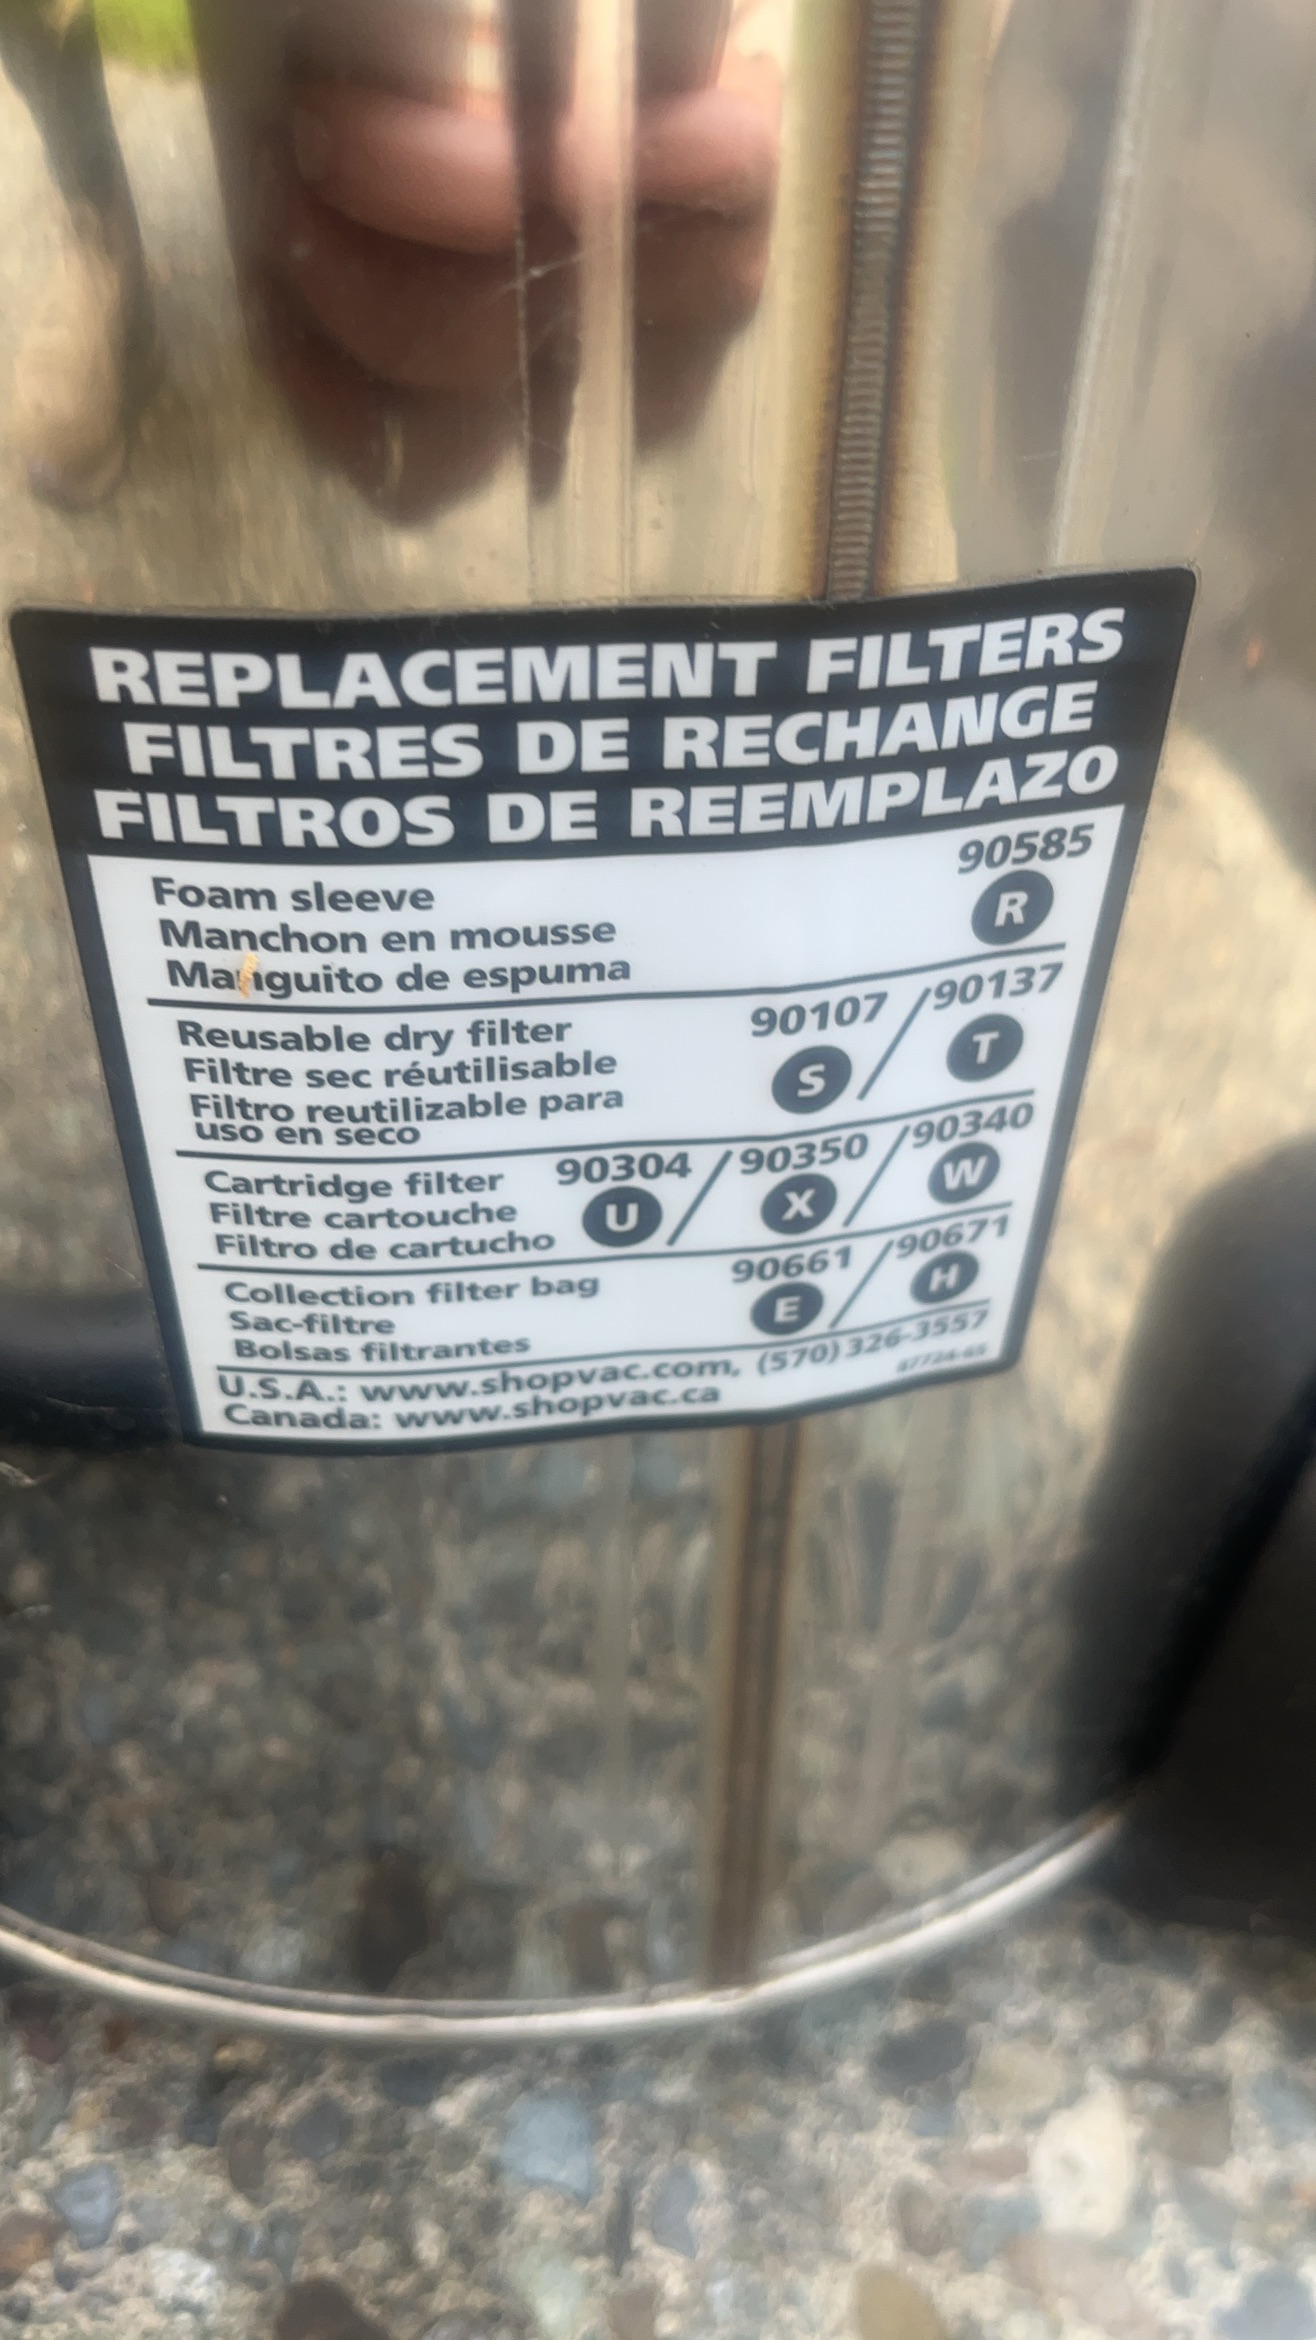 REPLACEMENT FILTERS
FILTRES DE RECHANGE
FILTROS DE REEMPLAZO
Foam sleeve 90585
Manchon en mousse R
Manguito de espuma
Reusable dry filter 90107 / 90137
Filtre sec réutilisable S T
Filtro reutilizable para
uso en seco
Cartridge filter 90304 / 90350 / 90340
Filtre cartouche U X W
Filtro de cartucho
Collection filter bag 90661 / 90671
Sac-filtre E H
Bolsas filtrantes
U.S.A.: www.shopvac.com, (570) 326-3557
Canada: www.shopvac.ca